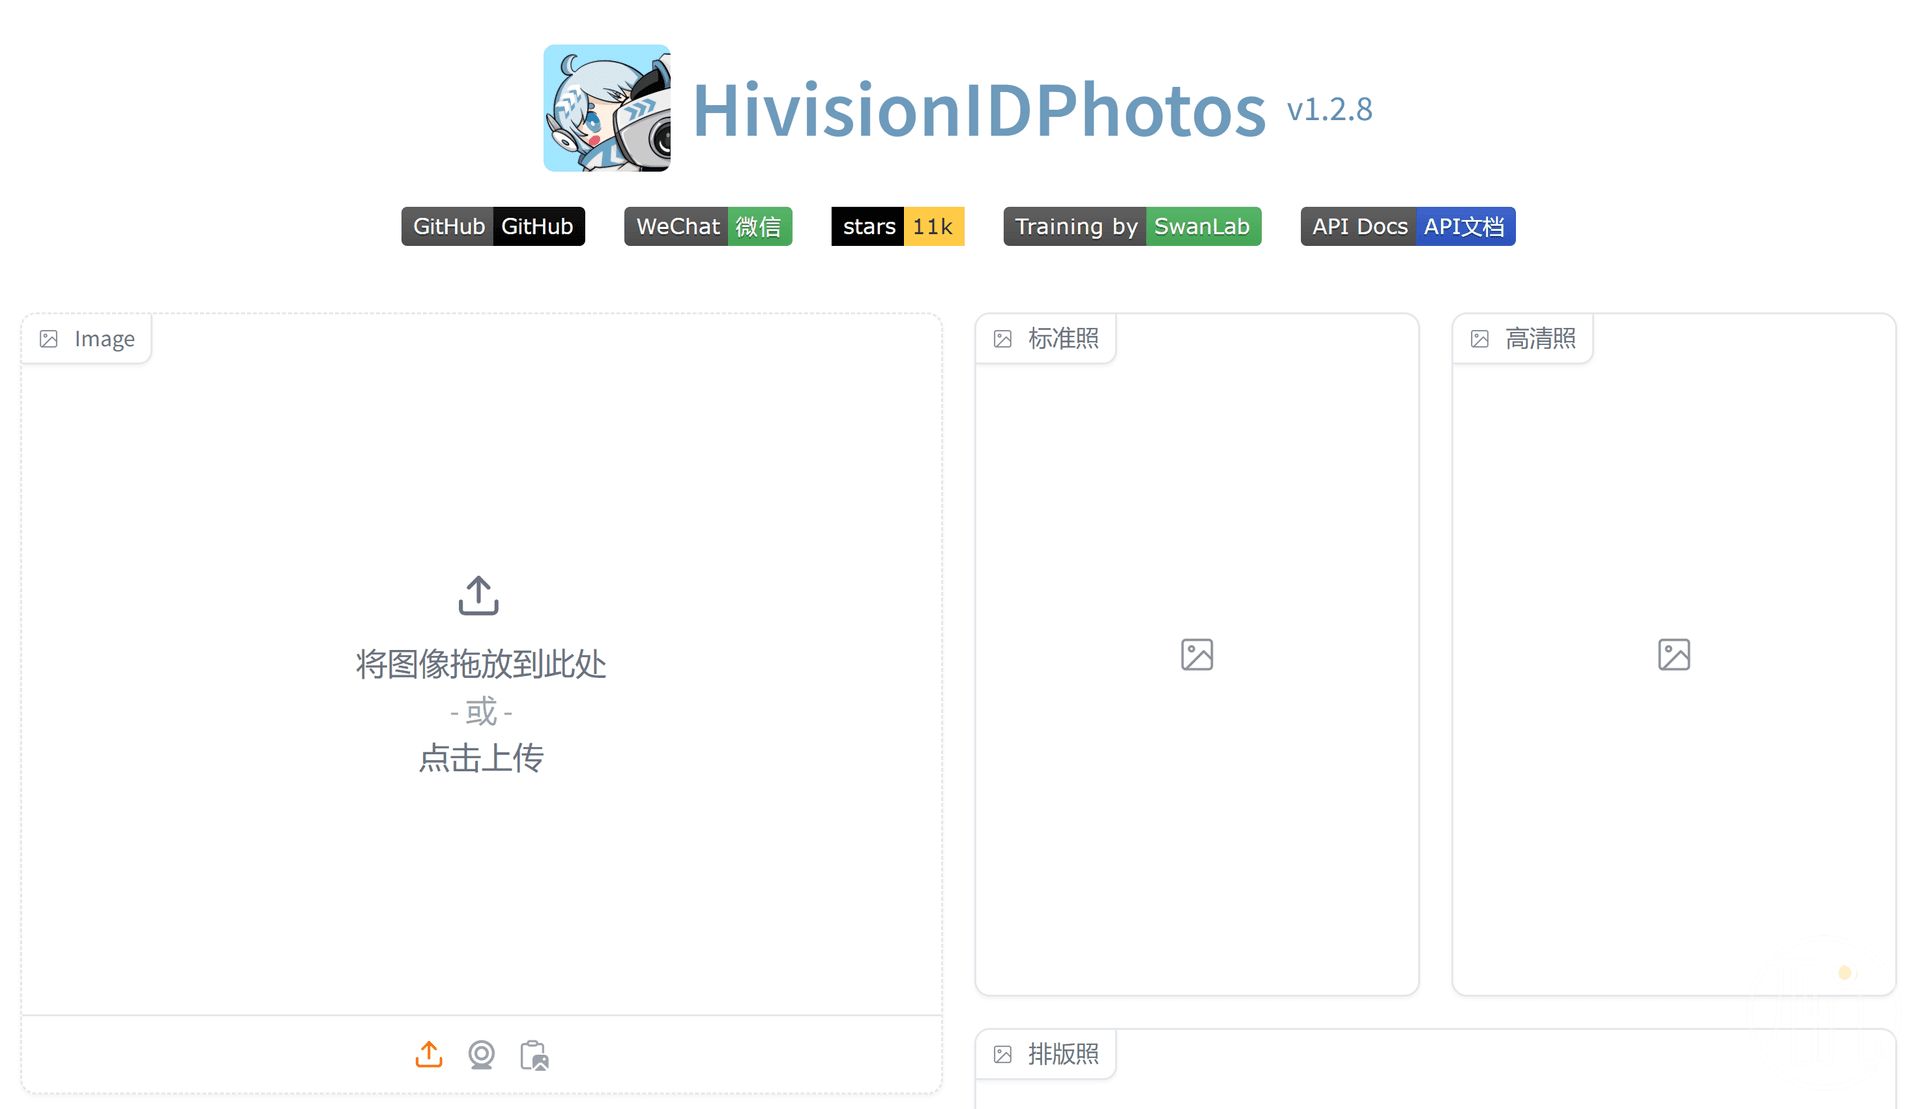 HivisionIDPhotos v1.2.8
GitHub GitHub WeChat 微信 stars 11k Training by SwanLab API Docs API文档
Image
标准照
高清照
将图像拖放到此处
- 或 -
点击上传
排版照